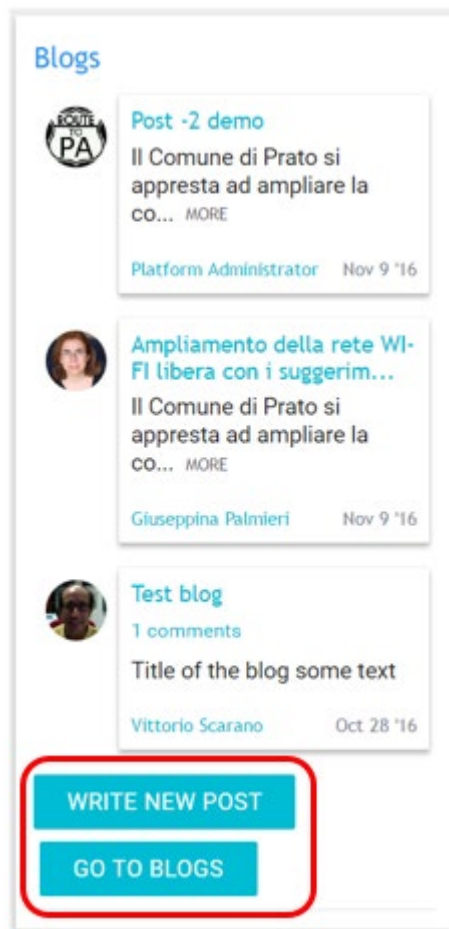 Blogs
ROUTE
TO
PA
Post -2 demo
Il Comune di Prato si
appresta ad ampliare la
co... MORE
Platform Administrator Nov 9 '16
Ampliamento della rete WI-
FI libera con i suggerim...
Il Comune di Prato si
appresta ad ampliare la
co... MORE
Giuseppina Palmieri Nov 9 '16
Test blog
1 comments
Title of the blog some text
Vittorio Scarano Oct 28 '16
WRITE NEW POST
GO TO BLOGS